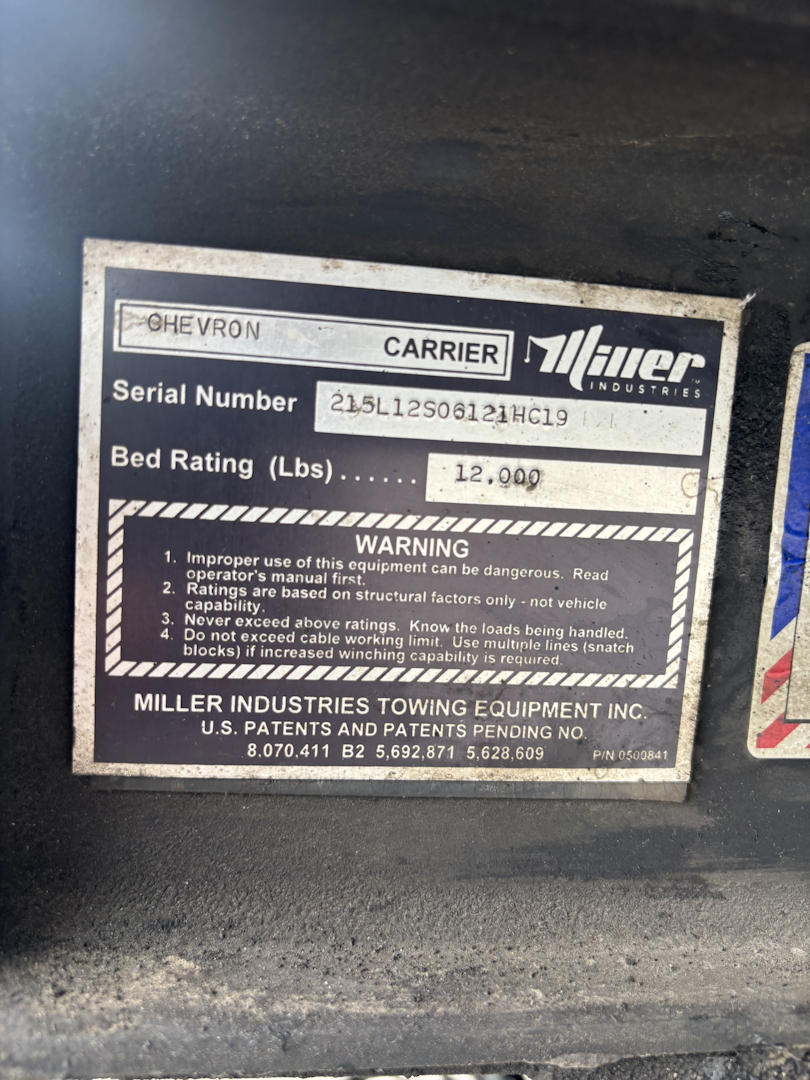 CHEVRON CARRIER
Miller
INDUSTRIES
Serial Number 215L12S06121HC19
Bed Rating (Lbs)...... 12,000
WARNING
1. Improper use of this equipment can be dangerous. Read
operator's manual first.
2. Ratings are based on structural factors only - not vehicle
capability.
3. Never exceed above ratings. Know the loads being handled.
4. Do not exceed cable working limit. Use multiple lines (snatch
blocks) if increased winching capability is required.
MILLER INDUSTRIES TOWING EQUIPMENT INC.
U.S. PATENTS AND PATENTS PENDING NO.
8,070,411 B2 5,692,871 5,628,609 P/N 0500841